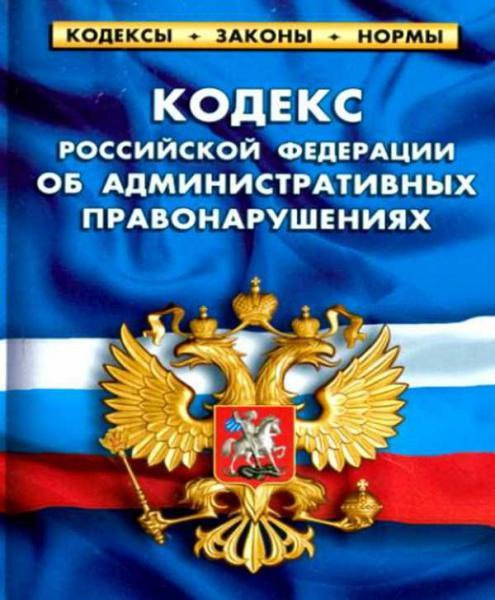 КОДЕКСЫ ✦ ЗАКОНЫ ✦ НОРМЫ
КОДЕКС
РОССИЙСКОЙ ФЕДЕРАЦИИ
ОБ АДМИНИСТРАТИВНЫХ
ПРАВОНАРУШЕНИЯХ